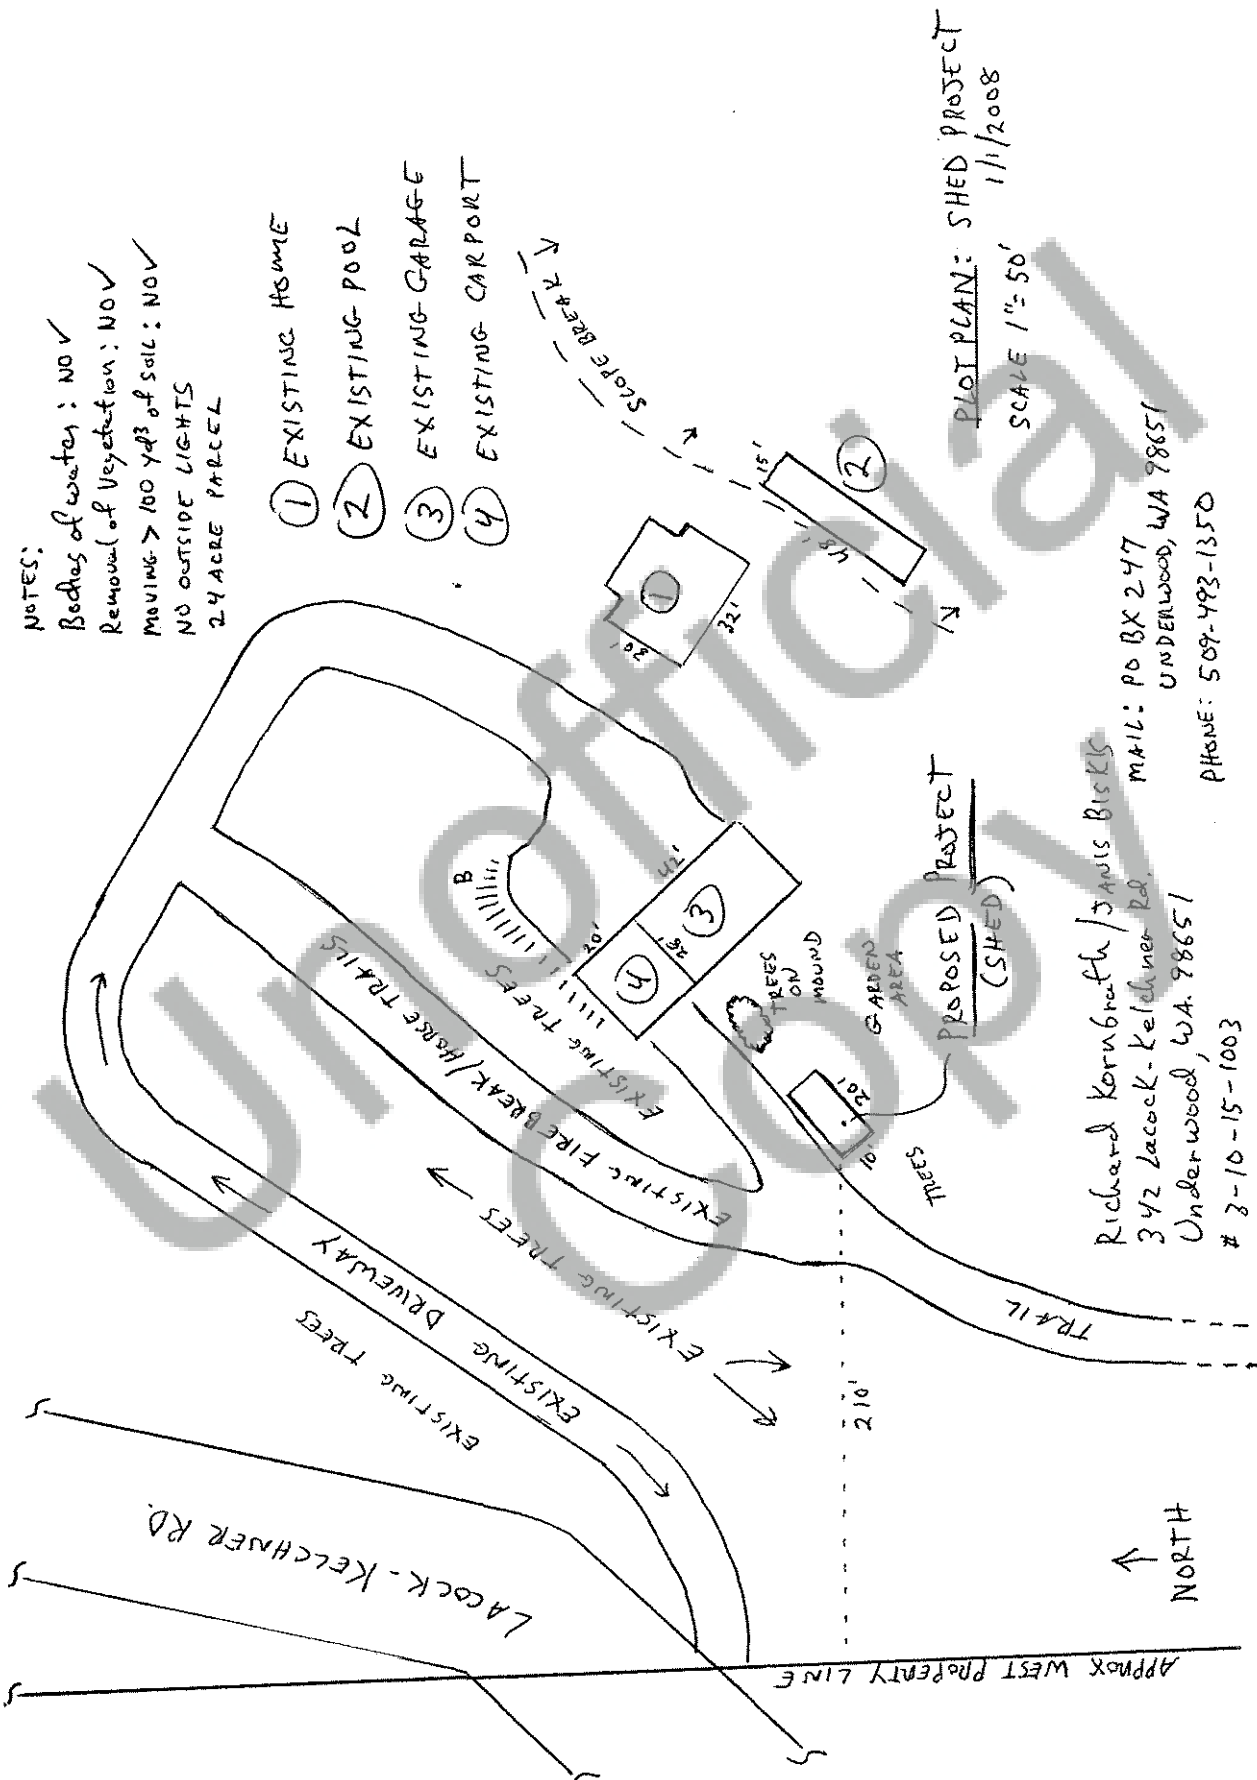 NOTES:
Bodies of water: NO ✓
Removal of Vegetation: NO ✓
MOVING > 100 yd³ of SOIL: NO ✓
NO OUTSIDE LIGHTS
24 ACRE PARCEL
① EXISTING HOME
② EXISTING POOL
③ EXISTING GARAGE
④ EXISTING CARPORT
SLOPE BREAK
LACOCK-KELCHNER RD.
EXISTING TREES
EXISTING DRIVEWAY
EXISTING TREES
EXISTING FIREBREAK/HORSE TRAILS
EXISTING TREES
B
20'
42'
28'
④
③
30'
32'
①
15'
48'
②
TREES
ON
MOUND
GARDEN
AREA
20'
10'
TREES
PROPOSED PROJECT
(SHED)
TRAIL
210'
APPROX WEST PROPERTY LINE
NORTH
PLOT PLAN: SHED PROJECT
1/1/2008
SCALE 1"=50'
Richard Kornbrath/JANIS BISKIS
342 Lacock-Kelchner Rd.
Underwood, WA. 98651
# 3-10-15-1003
MAIL: PO BX 247
UNDERWOOD, WA 98651
PHONE: 509-493-1350
Unofficial
Copy